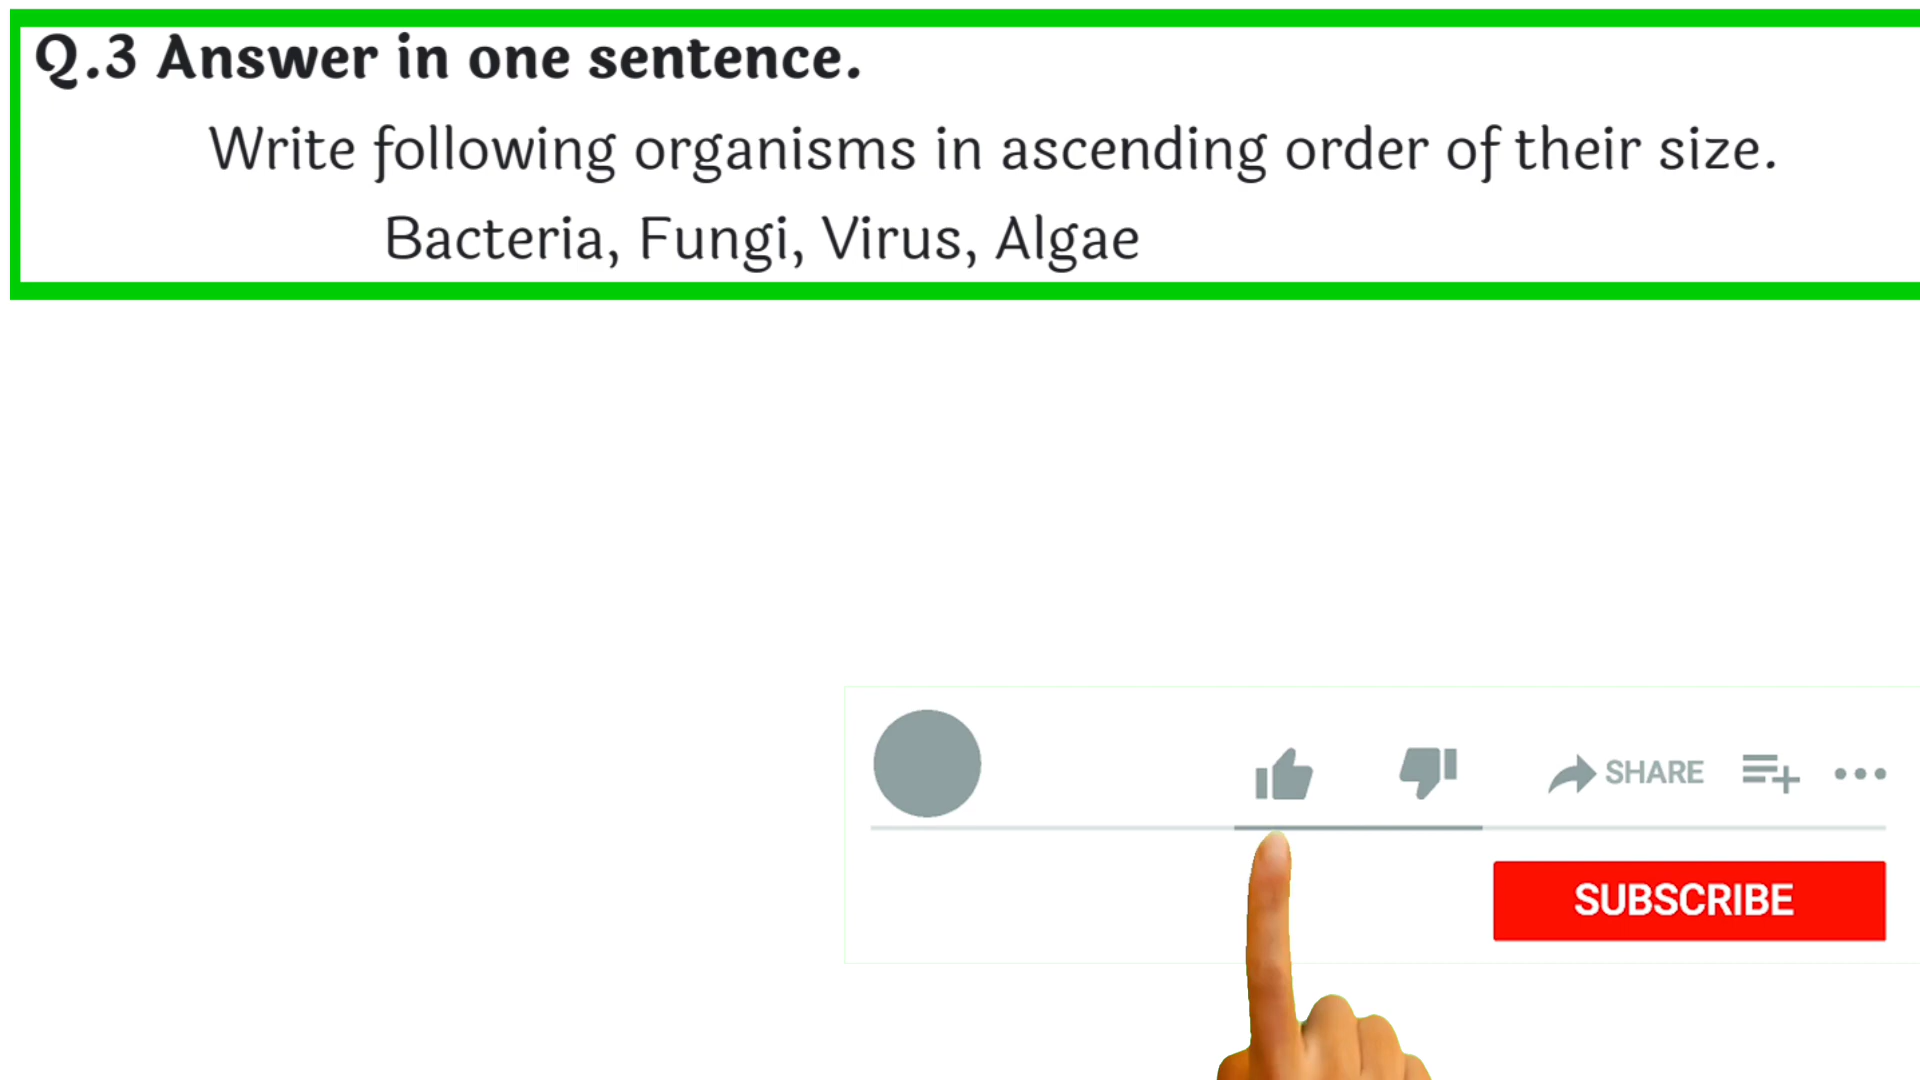 Q.3 Answer in one sentence.
Write following organisms in ascending order of their size.
Bacteria, Fungi, Virus, Algae
SHARE
SUBSCRIBE